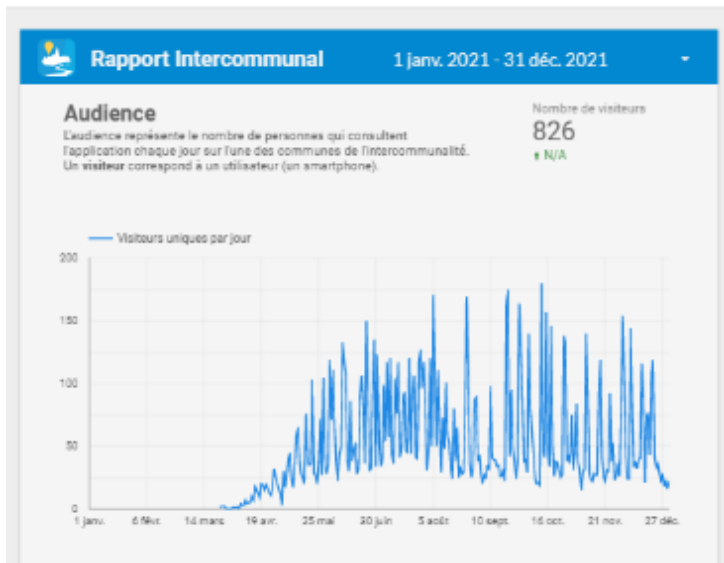 Rapport Intercommunal
1 janv. 2021 - 31 déc. 2021
Audience
L'audience représente le nombre de personnes qui consultent
l'application chaque jour sur l'une des communes de l'intercommunalité.
Un visiteur correspond à un utilisateur (un smartphone).
Nombre de visiteurs
826
N/A
Visiteurs uniques par jour
200
150
100
50
0
1 janv.
6 févr.
14 mars
19 avr.
25 mai
30 juin
5 août
10 sept.
16 oct.
21 nov.
27 déc.